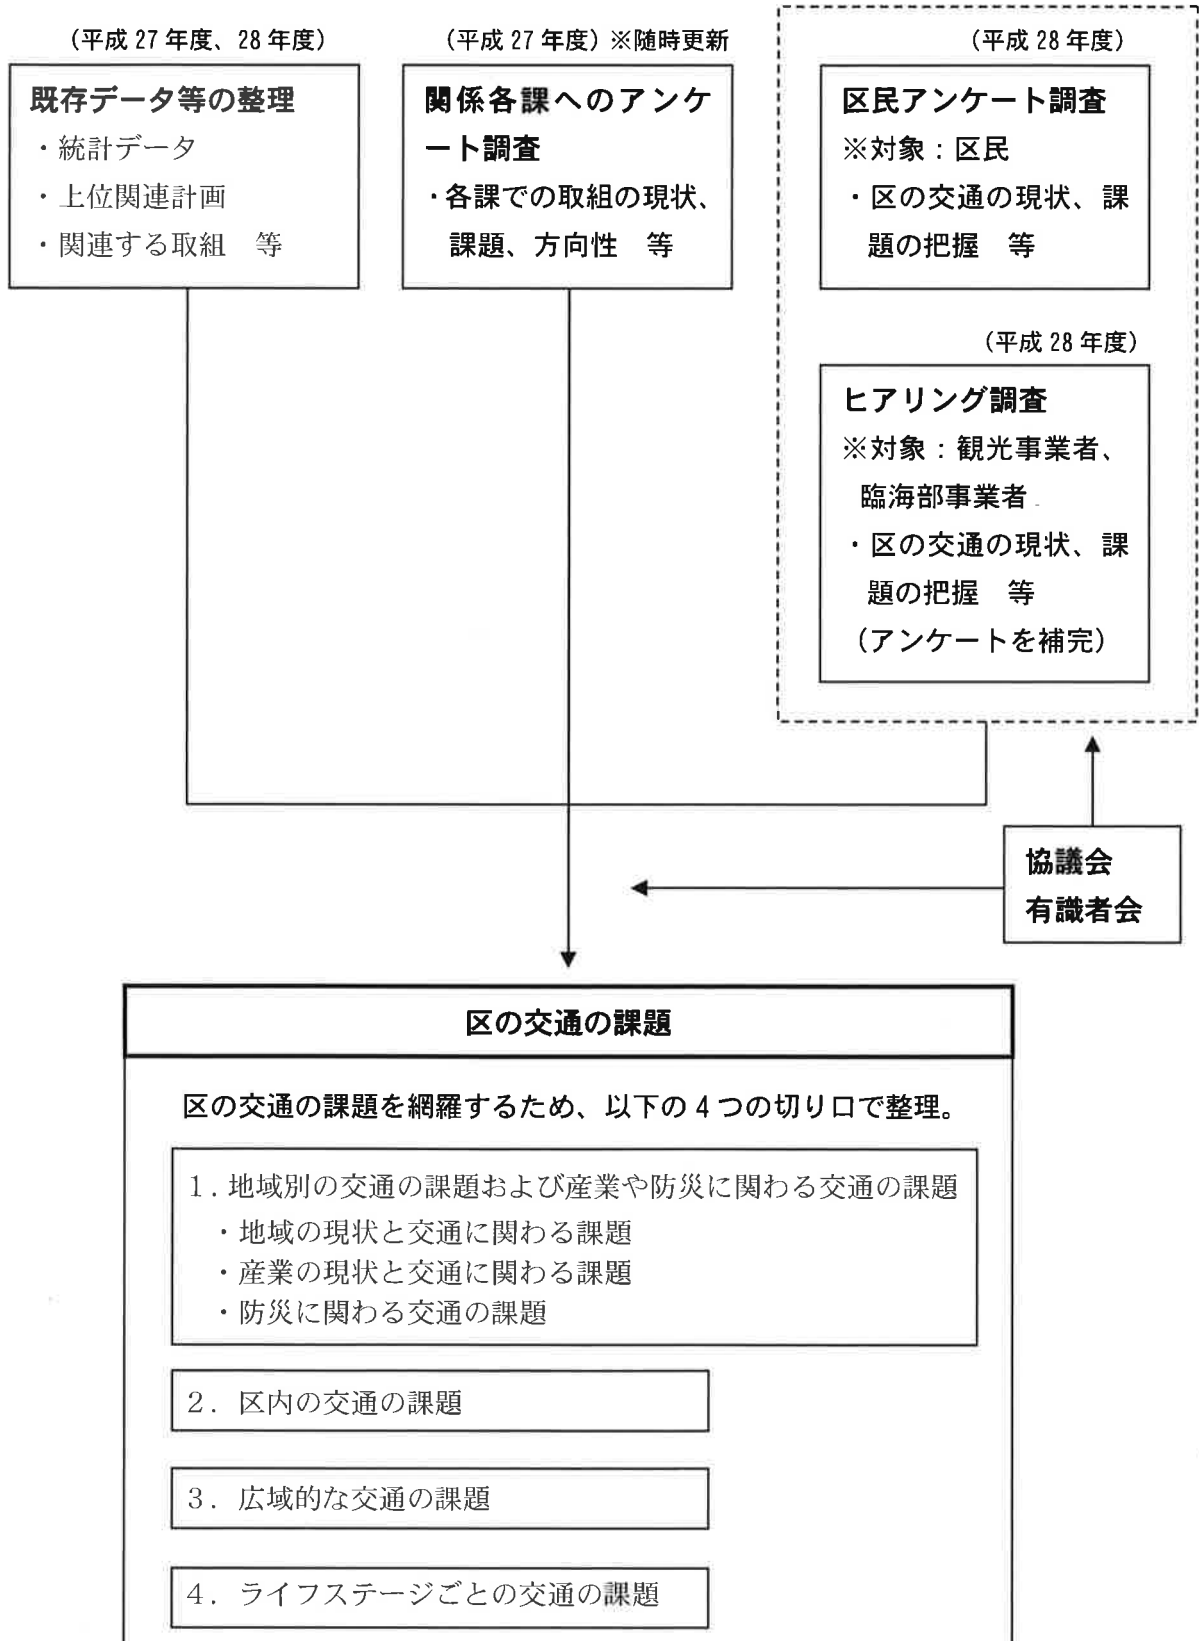 (平成 27 年度、28 年度)
既存データ等の整理
・統計データ
・上位関連計画
・関連する取組　等
(平成 27 年度) ※随時更新
関係各課へのアンケ
ート調査
・各課での取組の現状、
課題、方向性　等
(平成 28 年度)
区民アンケート調査
※対象：区民
・区の交通の現状、課
題の把握　等
(平成 28 年度)
ヒアリング調査
※対象：観光事業者、
臨海部事業者
・区の交通の現状、課
題の把握　等
(アンケートを補完)
協議会
有識者会
区の交通の課題
区の交通の課題を網羅するため、以下の 4 つの切り口で整理。
１. 地域別の交通の課題および産業や防災に関わる交通の課題
・地域の現状と交通に関わる課題
・産業の現状と交通に関わる課題
・防災に関わる交通の課題
２. 区内の交通の課題
３. 広域的な交通の課題
４. ライフステージごとの交通の課題